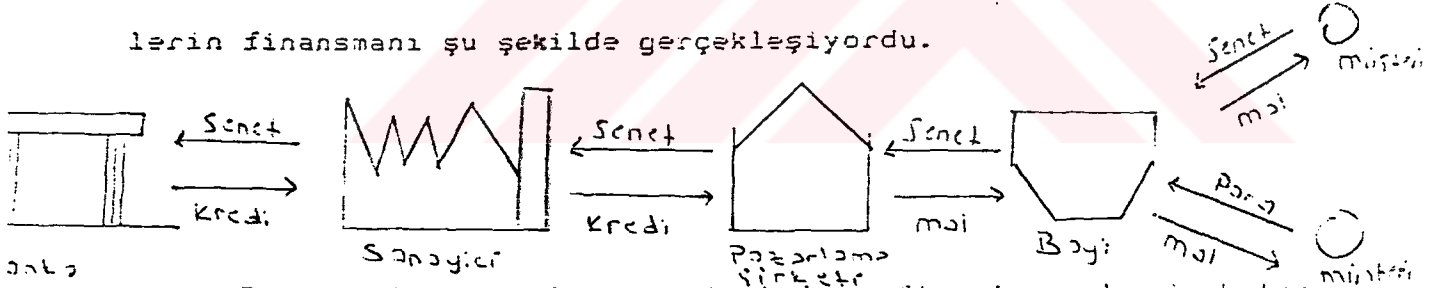 lerin finansmanı şu şekilde gerçekleşiyordu.
Senet
müşteri
mal
Senet
Kredi
Senet
Kredi
Senet
mal
Para
mal
müşteri
Sanayici
Pazarlama
Şirketi
Bayi